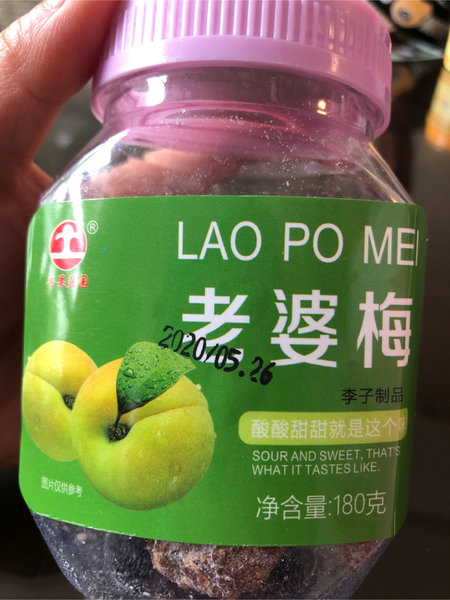 ®
LAO PO MEI
老婆梅
2020/05.26
李子制品
酸酸甜甜就是这个
SOUR AND SWEET, THAT'S
WHAT IT TASTES LIKE.
图片仅供参考
净含量:180克